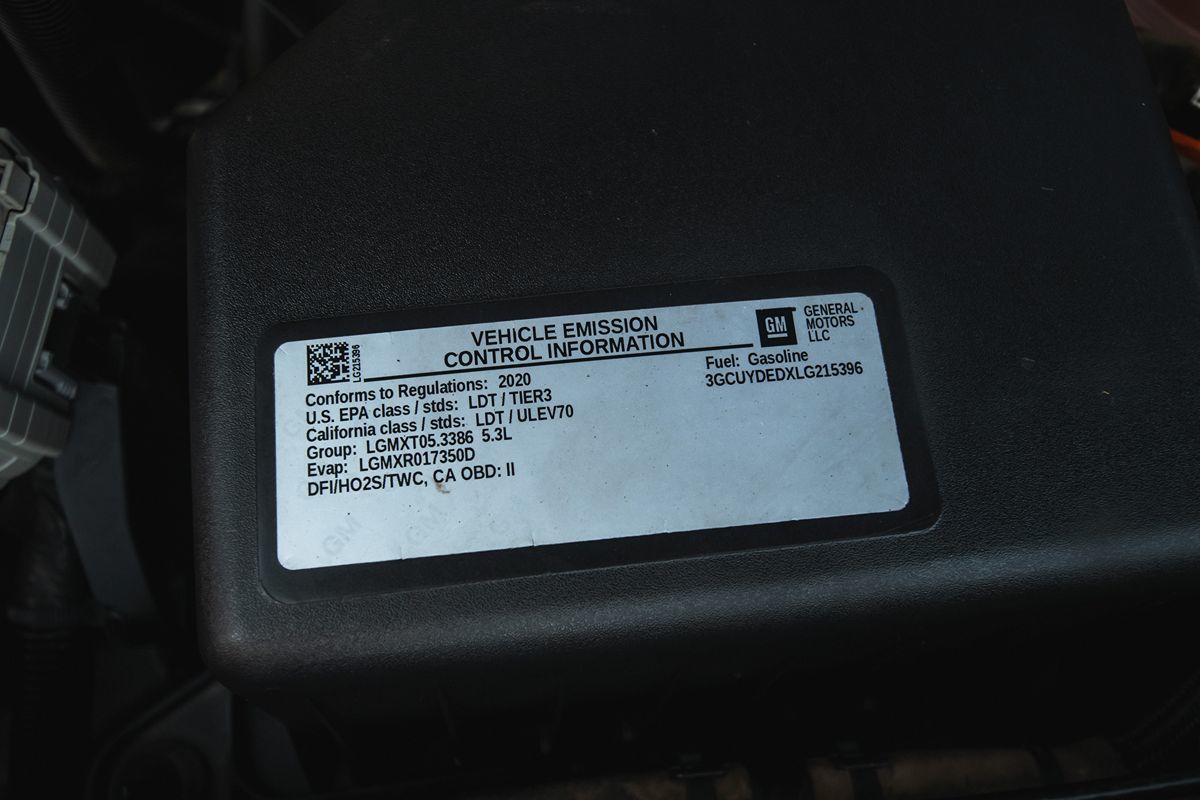 LG215396
VEHICLE EMISSION
CONTROL INFORMATION
GM
GENERAL
MOTORS
LLC
Conforms to Regulations: 2020
U.S. EPA class / stds: LDT / TIER3
California class / stds: LDT / ULEV70
Group: LGMXT05.3386 5.3L
Evap: LGMXR017350D
DFI/HO2S/TWC, CA OBD: II
Fuel: Gasoline
3GCUYDEDXLG215396
GM
GM